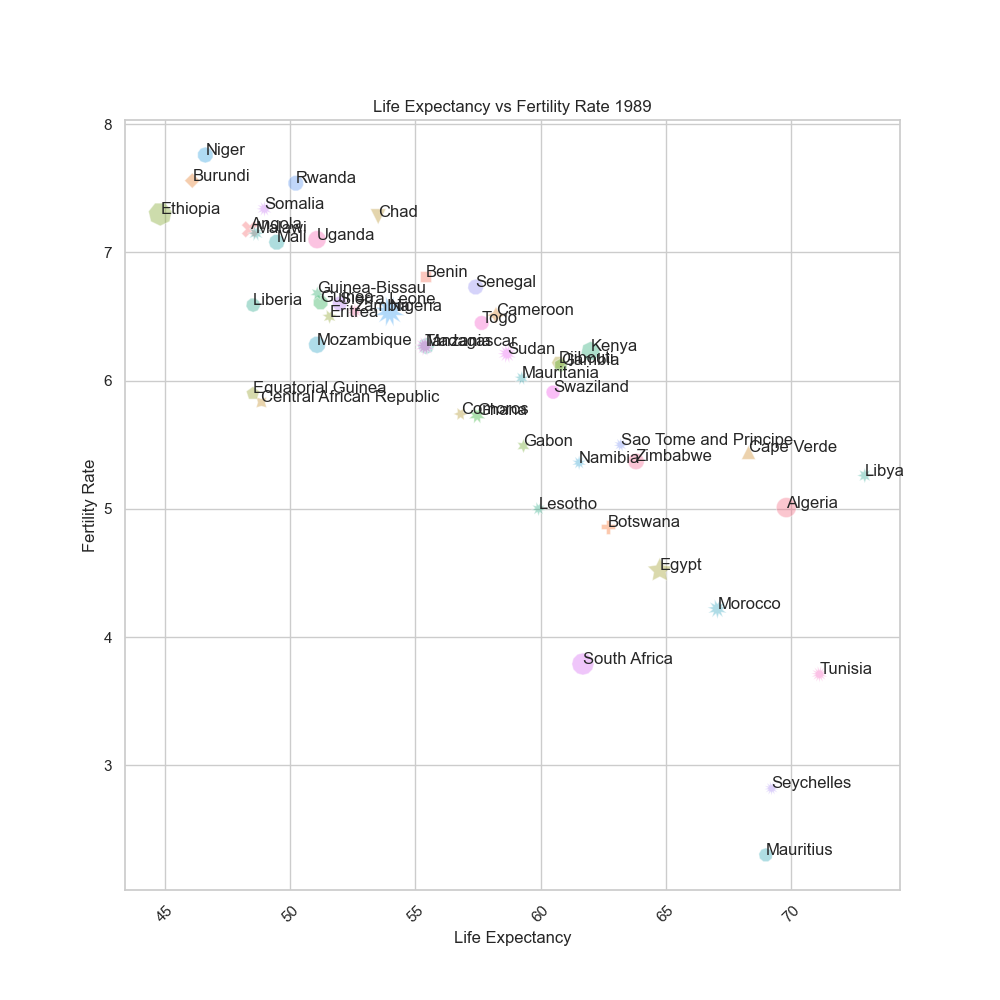 Life Expectancy vs Fertility Rate 1989
8
Niger
Burundi
Rwanda
Ethiopia
Somalia
Chad
Angola
Malawi
Mali
Uganda
7
Benin
Senegal
Guinea-Bissau
Guinea
Sierra Leone
Liberia
Zambia
Nigeria
Eritrea
Cameroon
Togo
Mozambique
Tanzania
Madagascar
Sudan
Kenya
Djibouti
Gambia
Mauritania
6
Equatorial Guinea
Central African Republic
Swaziland
Comoros
Ghana
Gabon
Sao Tome and Principe
Cape Verde
Namibia
Zimbabwe
Libya
5
Lesotho
Algeria
Botswana
Egypt
Morocco
4
South Africa
Tunisia
3
Seychelles
Mauritius
Fertility Rate
45
50
55
60
65
70
Life Expectancy